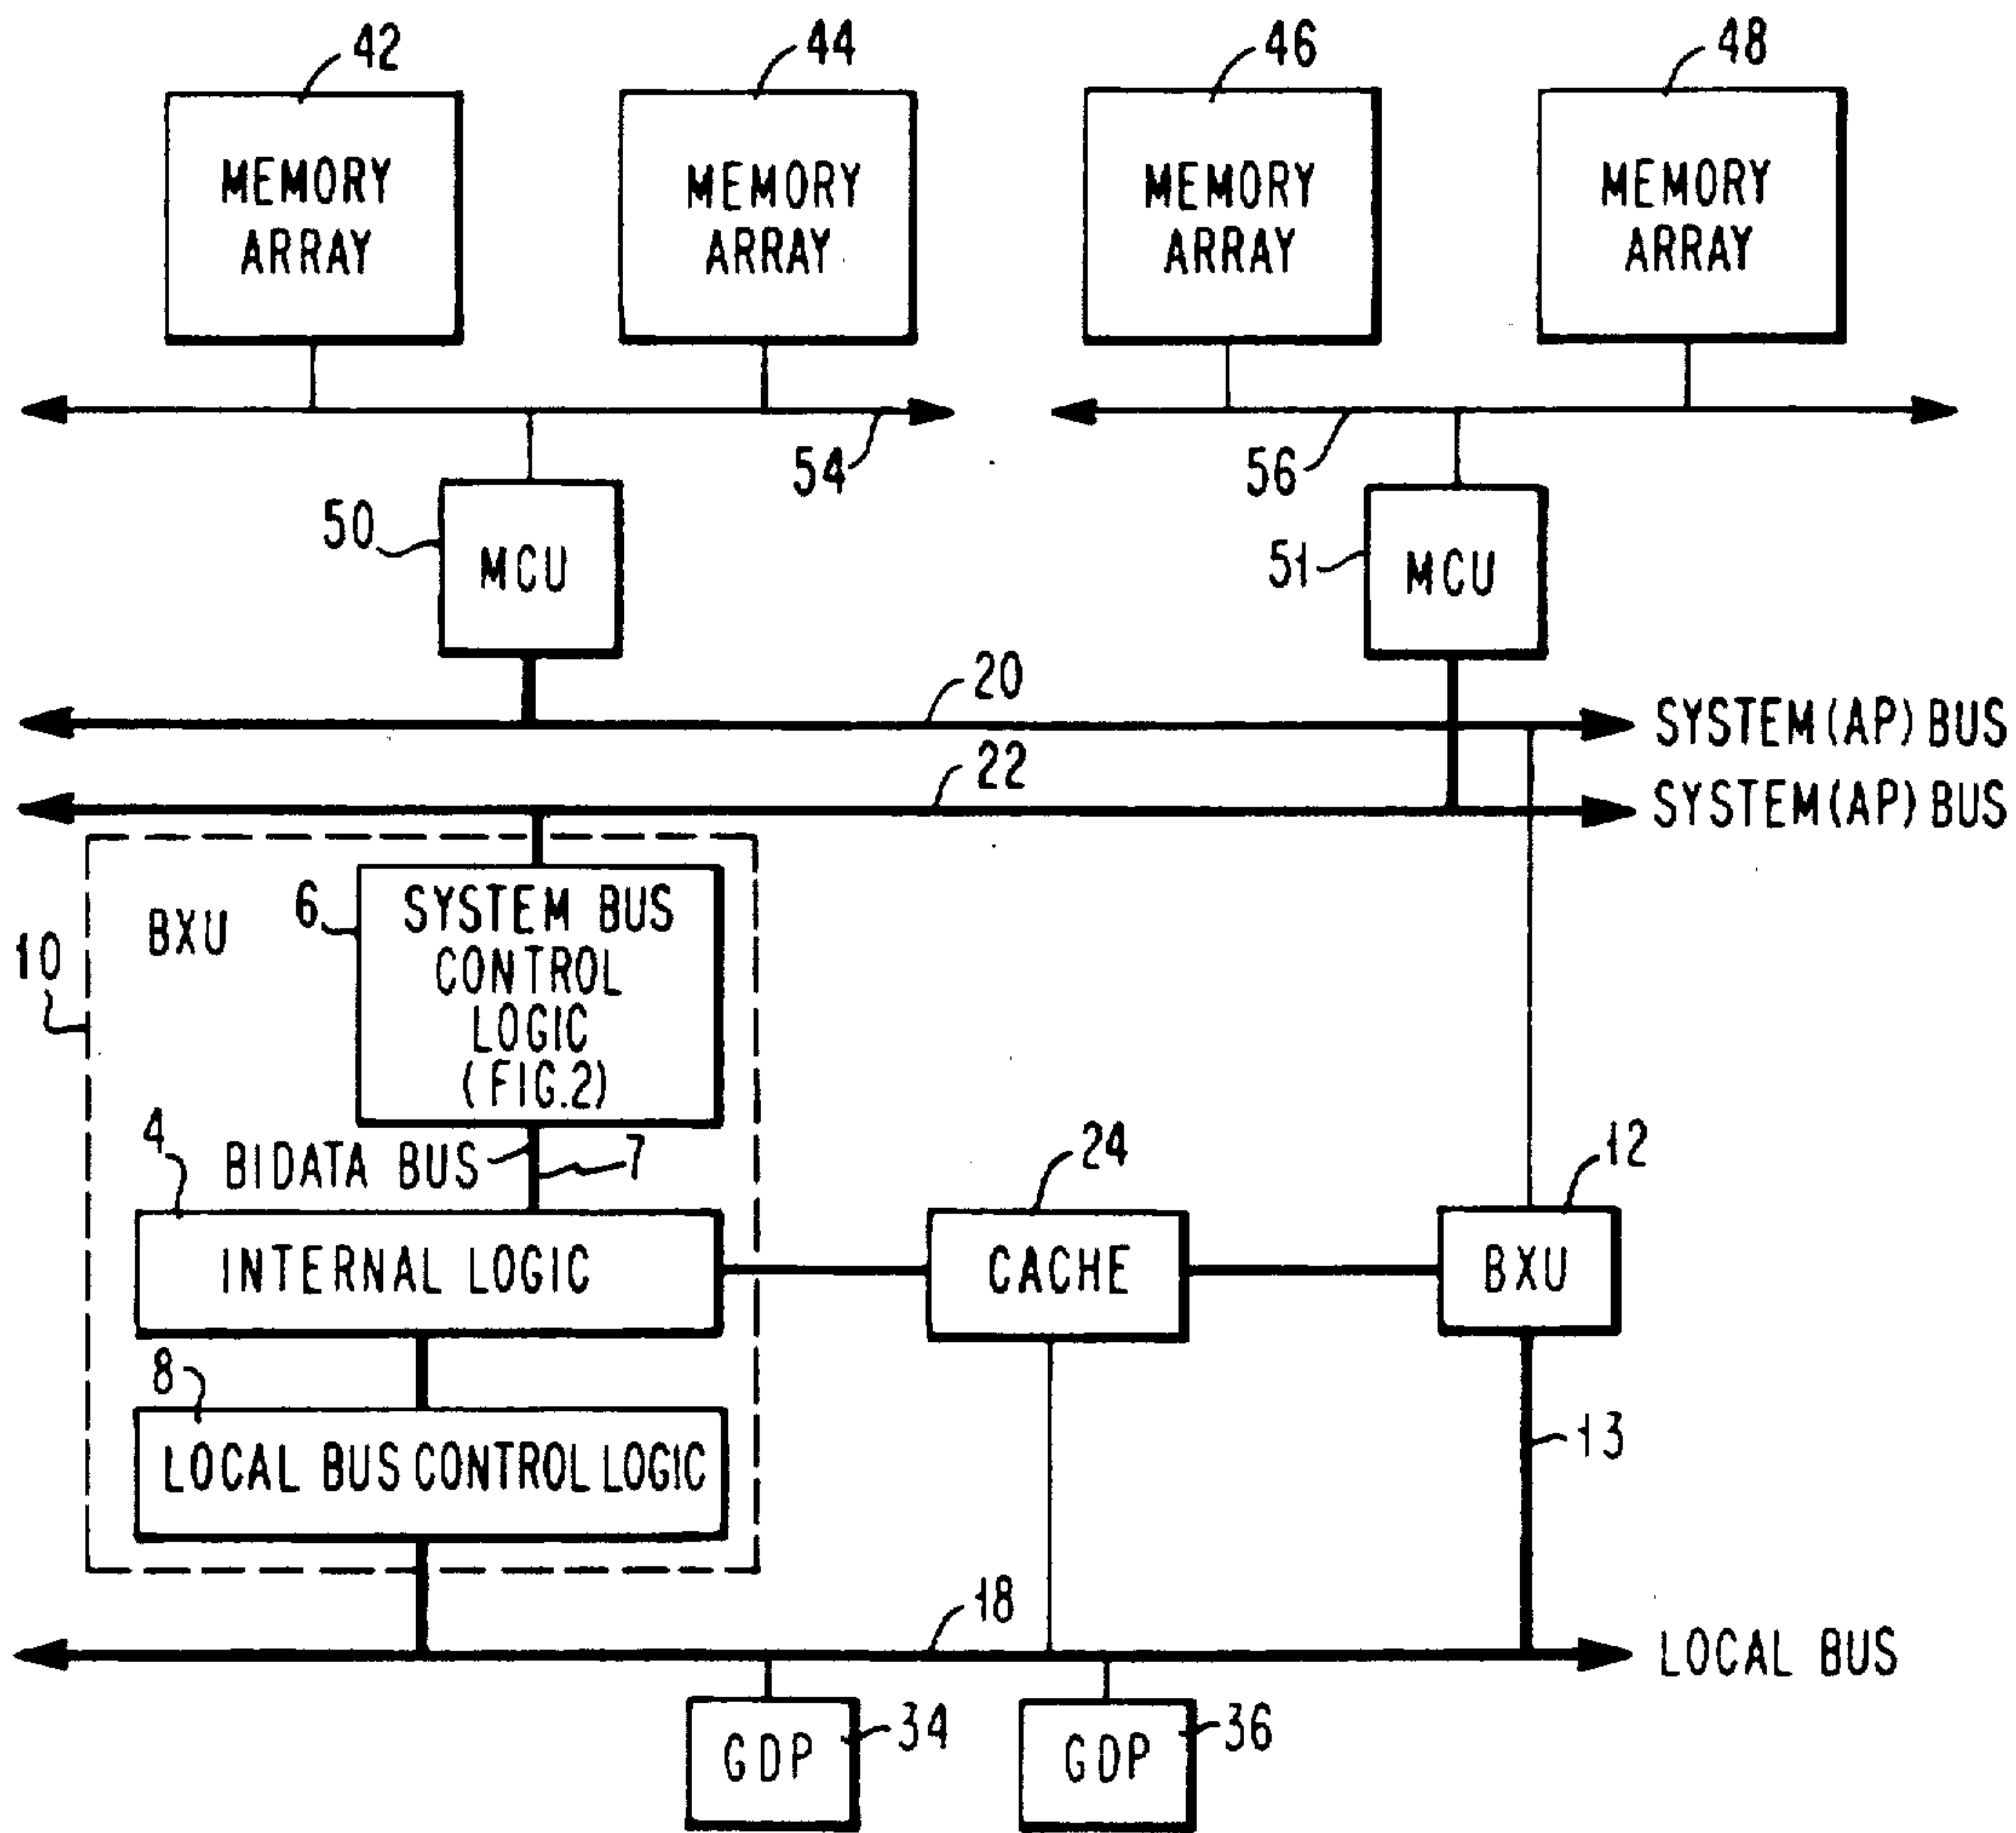 42
44
46
48
MEMORY
ARRAY
MEMORY
ARRAY
MEMORY
ARRAY
MEMORY
ARRAY
54
56
50
MCU
51
MCU
20
SYSTEM (AP) BUS
22
SYSTEM (AP) BUS
10
BXU
6
SYSTEM BUS
CONTROL
LOGIC
(FIG.2)
4
BIDATA BUS
7
24
12
INTERNAL LOGIC
CACHE
BXU
8
13
LOCAL BUS CONTROL LOGIC
18
LOCAL BUS
GDP
34
GDP
36